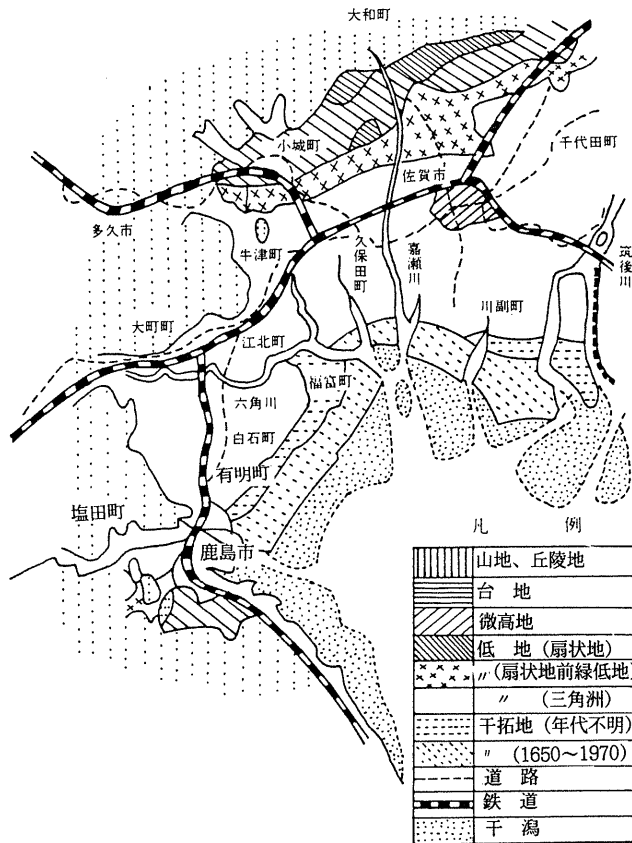 大和町
小城町
千代田町
佐賀市
多久市
牛津町
久保田町
嘉瀬川
筑後川
大町町
江北町
川副町
福富町
六角川
白石町
有明町
塩田町
鹿島市
凡 例
山地、丘陵地
台 地
微高地
低 地 (扇状地)
〃 (扇状地前緑低地)
〃 (三角洲)
干拓地 (年代不明)
〃 (1650〜1970)
道 路
鉄 道
干 潟